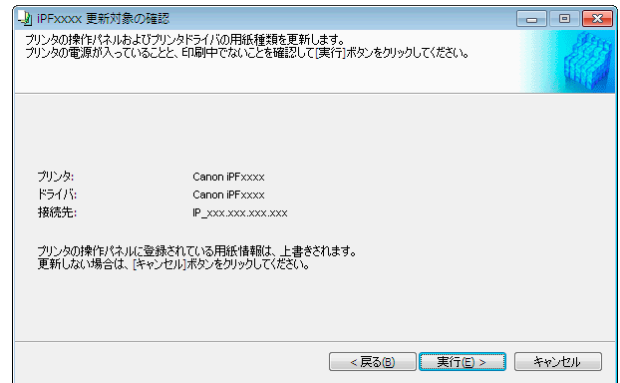 iPFxxxx 更新対象の確認
プリンタの操作パネルおよびプリンタドライバの用紙種類を更新します。
プリンタの電源が入っていることと、印刷中でないことを確認して[実行]ボタンをクリックしてください。
プリンタ: Canon iPFxxxx
ドライバ: Canon iPFxxxx
接続先: IP_xxx.xxx.xxx.xxx
プリンタの操作パネルに登録されている用紙情報は、上書きされます。
更新しない場合は、[キャンセル]ボタンをクリックしてください。
< 戻る(B) 実行(E) > キャンセル